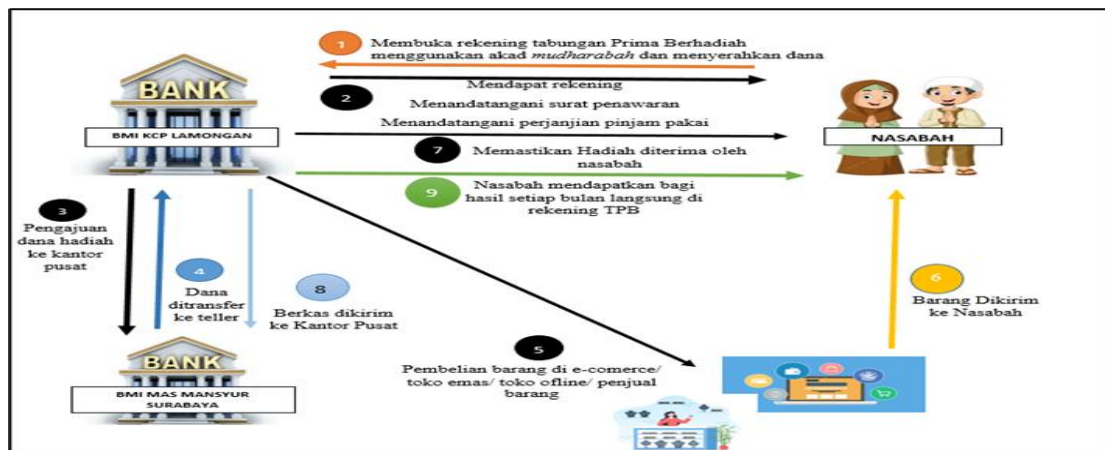 1
Membuka rekening tabungan Prima Berhadiah
menggunakan akad mudharabah dan menyerahkan dana
BANK
BMI KCP LAMONGAN
Mendapat rekening
2
Menandatangani surat penawaran
Menandatangani perjanjian pinjam pakai
NASABAH
7
Memastikan Hadiah diterima oleh
nasabah
9
Nasabah mendapatkan bagi
hasil setiap bulan langsung di
rekening TPB
3
Pengajuan
dana hadiah
ke kantor
pusat
4
Dana
ditransfer
ke teller
8
Berkas dikirim
ke Kantor Pusat
6
Barang Dikirim
ke Nasabah
5
Pembelian barang di e-comerce/
toko emas/ toko ofline/ penjual
barang
BANK
BMI MAS MANSYUR
SURABAYA